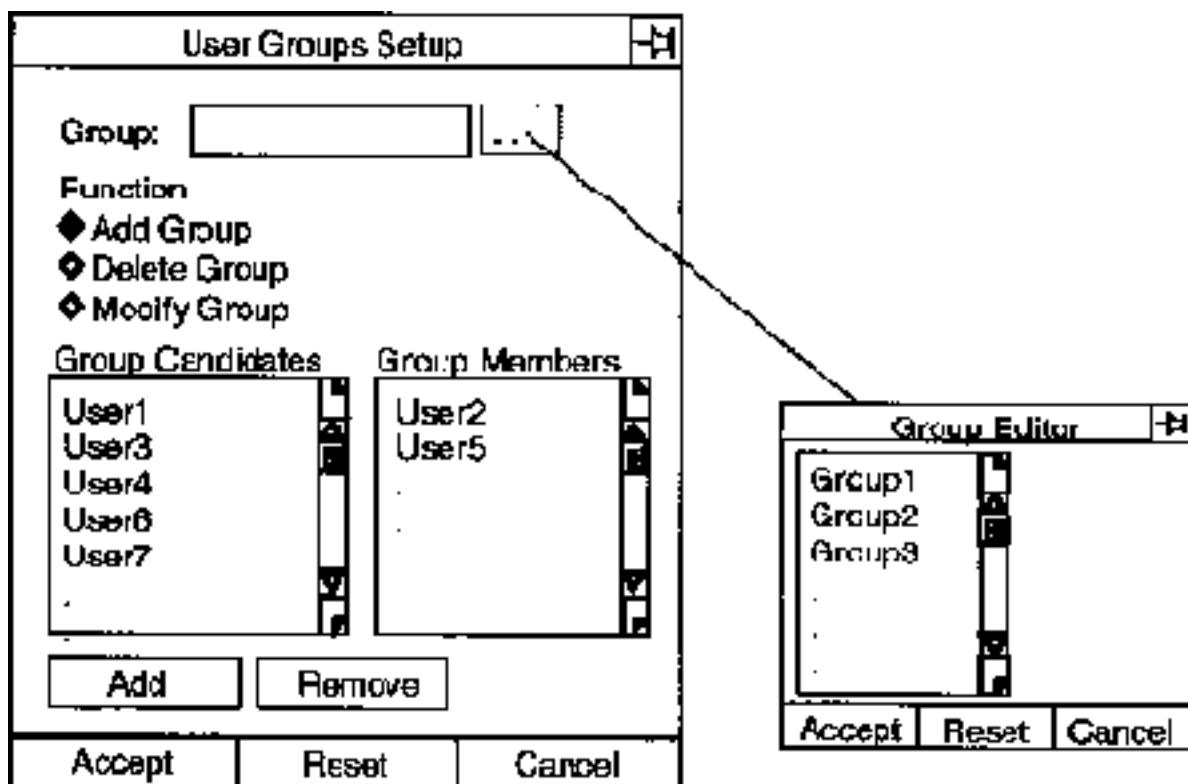 User Groups Setup
Group:
...
Function
Add Group
Delete Group
Modify Group
Group Candidates
Group Members
User1
User3
User4
User6
User7
.
.
User2
User5
.
.
Add
Remove
Accept
Reset
Cancel
Group Editor
Group1
Group2
Group3
.
.
.
Accept
Reset
Cancel